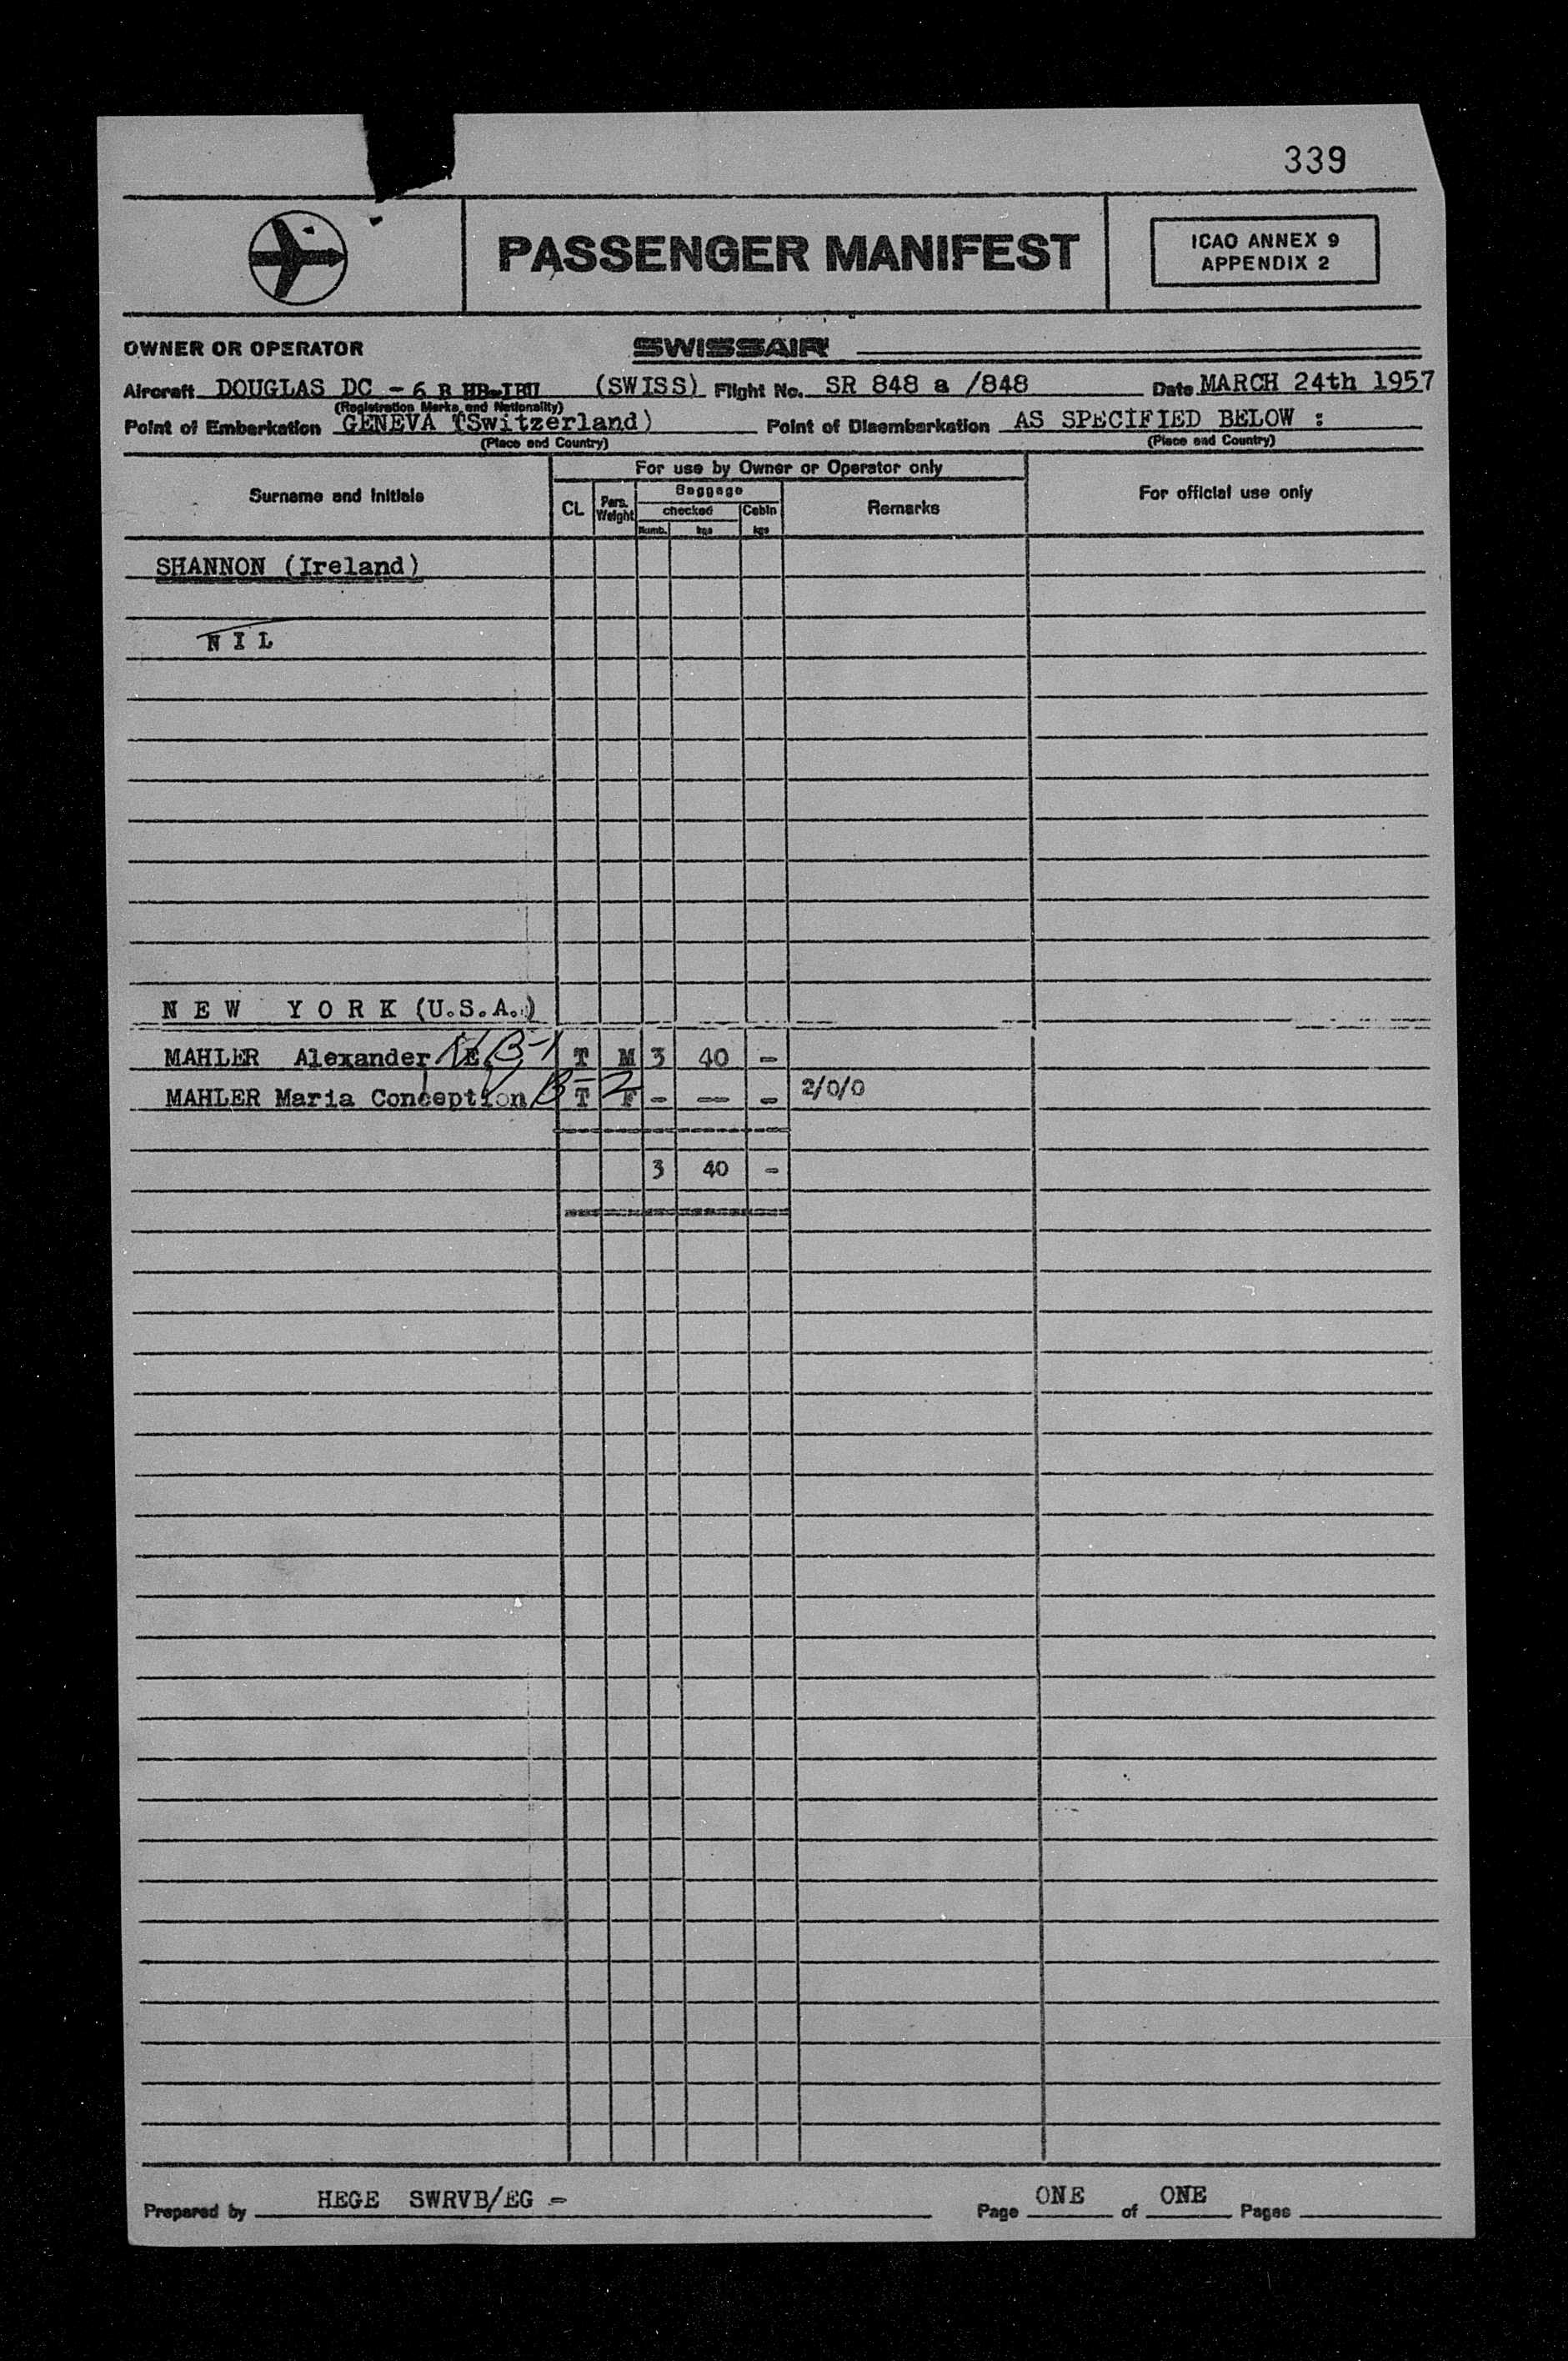 339
PASSENGER MANIFEST
ICAO ANNEX 9
APPENDIX 2
OWNER OR OPERATOR SWISSAIR
Aircraft DOUGLAS DC - 6 B (SWISS) Flight No. SR 848 a /848 Date MARCH 24th 1957
(Registration Marks and Nationality)
Point of Embarkation GENEVA (Switzerland) Point of Disembarkation AS SPECIFIED BELOW :
(Place and Country) (Place and Country)
Surname and Initials For use by Owner or Operator only For official use only
CL Pers. Weight Baggage Remarks
checked Cabin
Numb. kgs kgs
SHANNON (Ireland)
N I L
N E W Y O R K (U.S.A.)
MAHLER Alexander E. B-1 T M 3 40 -
MAHLER Maria Conception B-2 T F - -- - 2/0/0
3 40 -
Prepared by HEGE SWRVB/EG -
Page ONE of ONE Pages